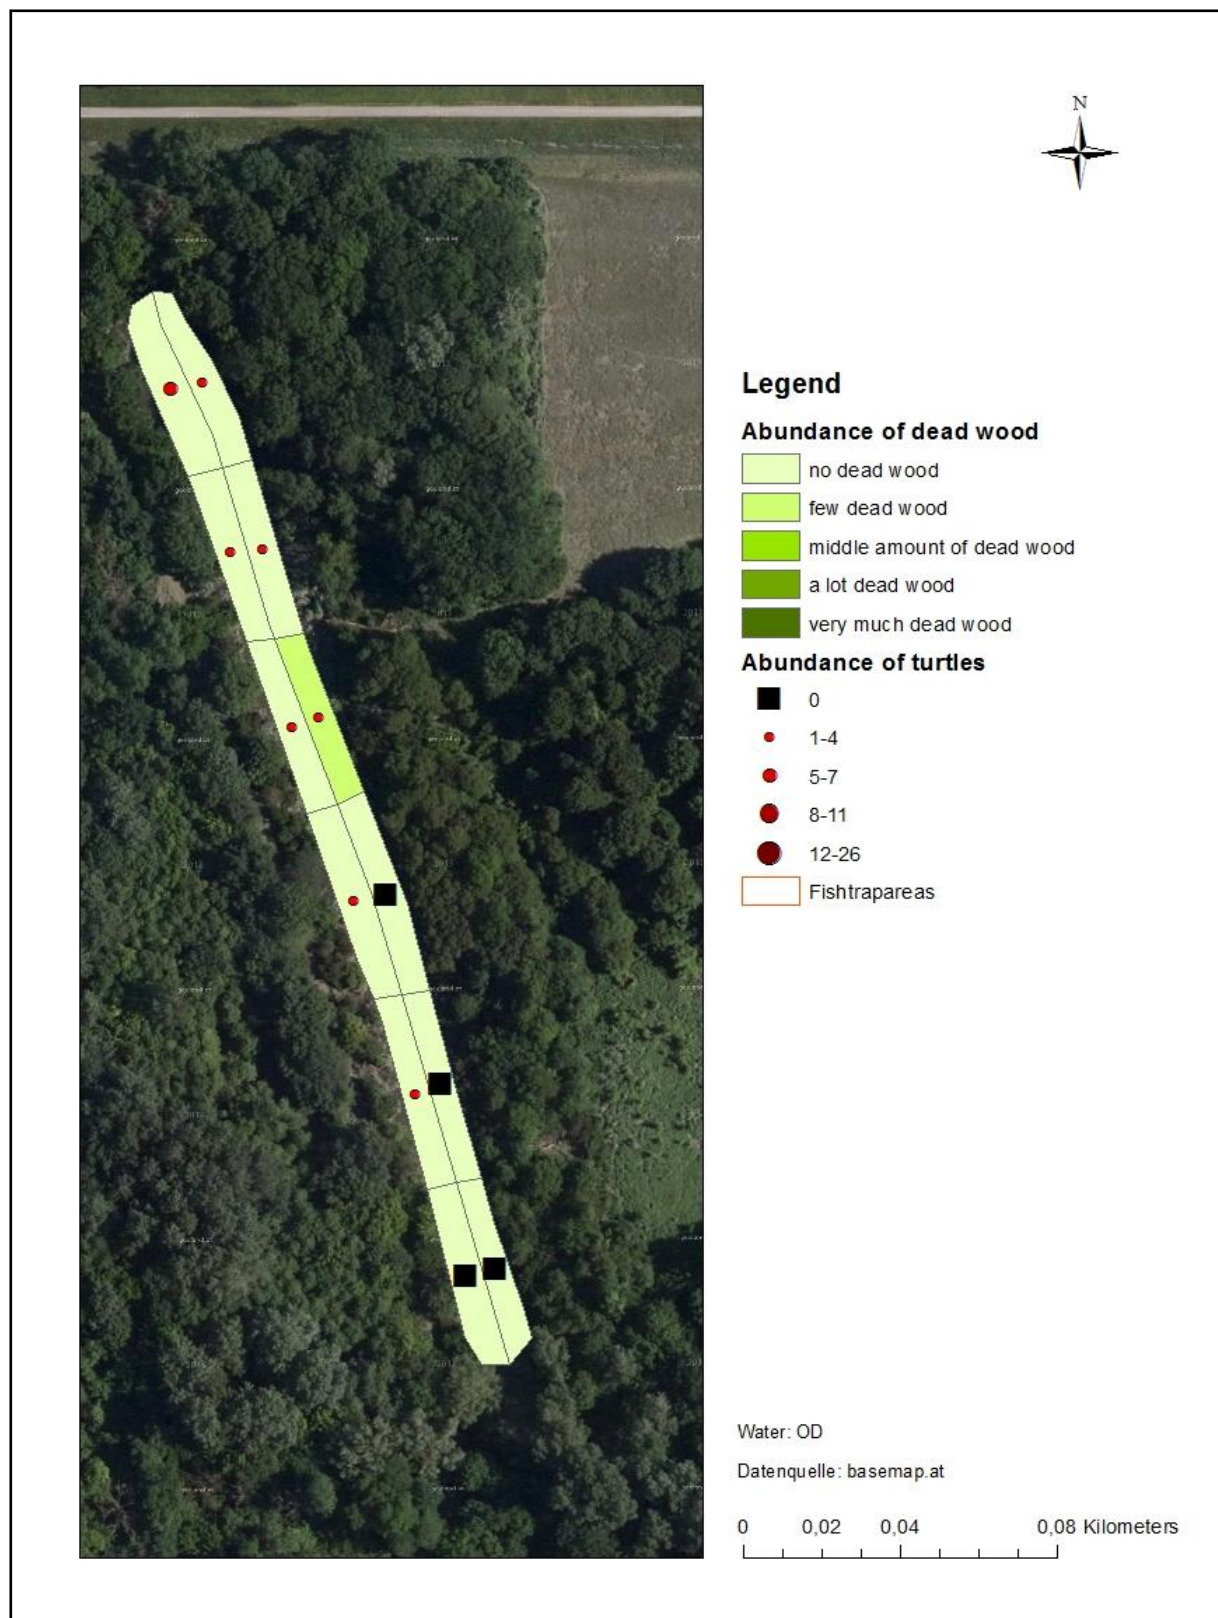 N
Legend
Abundance of dead wood
no dead wood
few dead wood
middle amount of dead wood
a lot dead wood
very much dead wood
Abundance of turtles
0
1-4
5-7
8-11
12-26
Fishtrapareas
Water: OD
Datenquelle: basemap.at
0 0,02 0,04 0,08 Kilometers